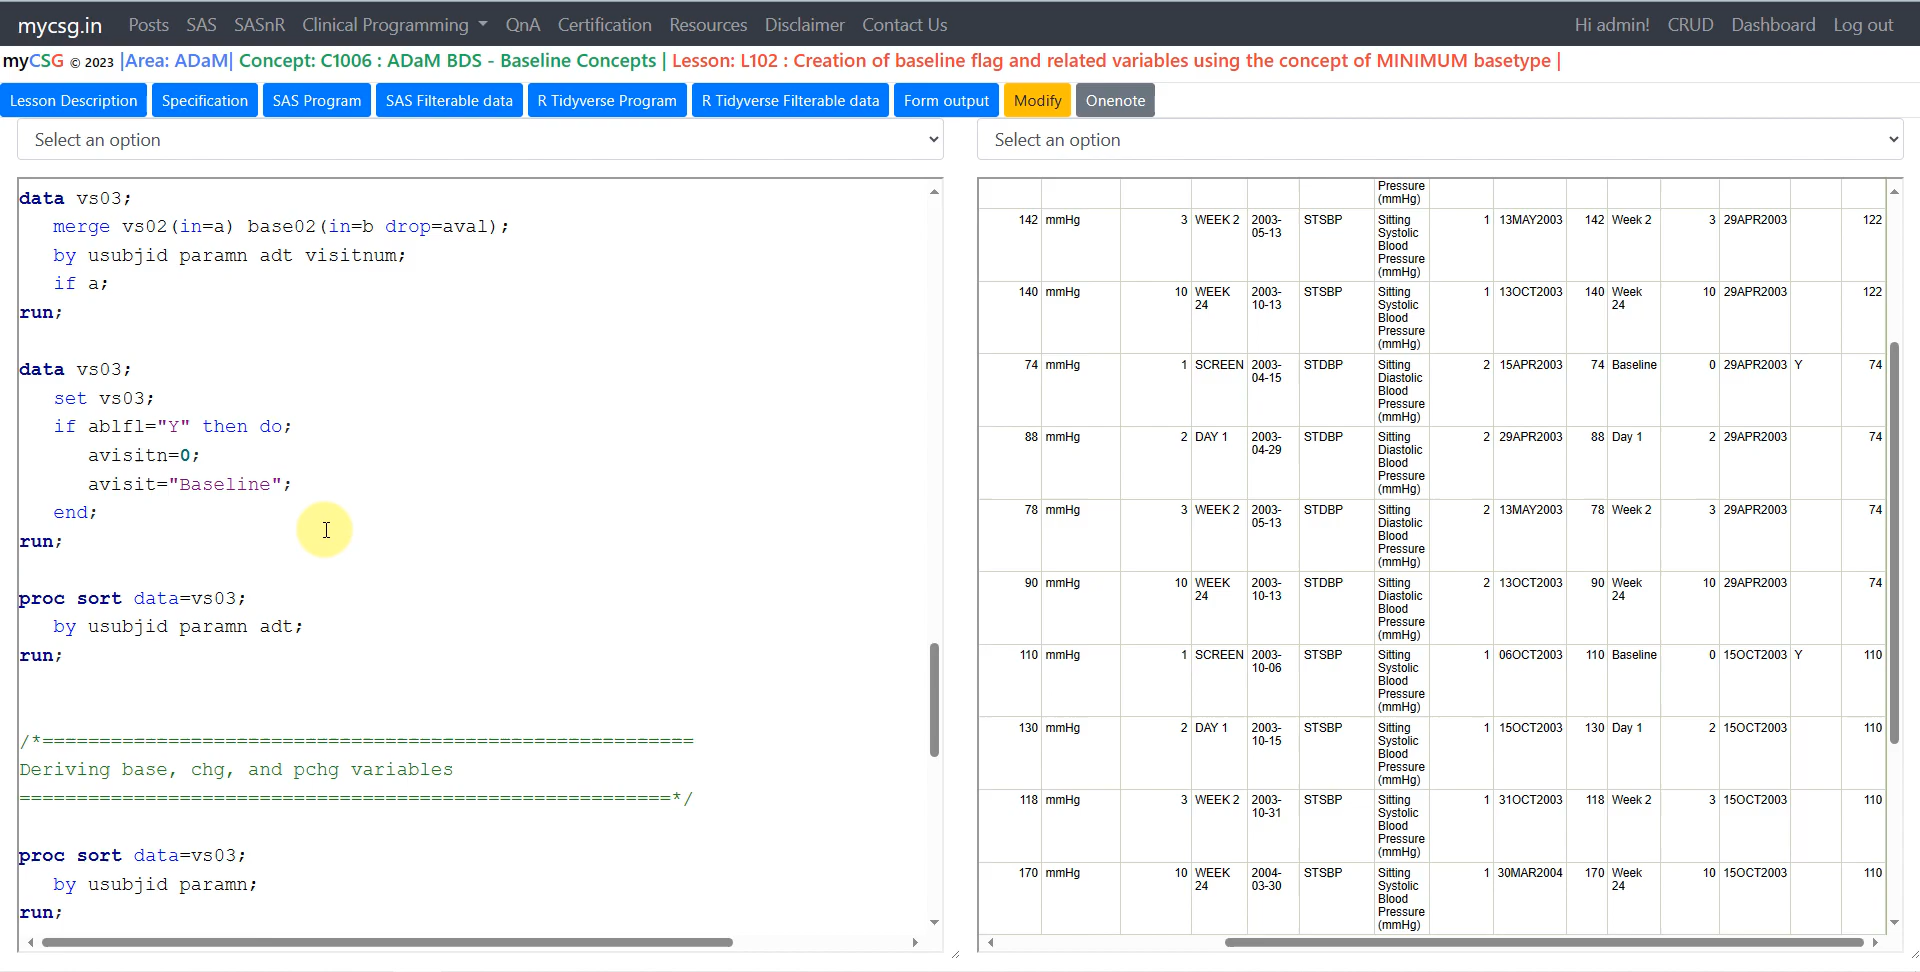 mycsg.in Posts SAS SASnR Clinical Programming QnA Certification Resources Disclaimer Contact Us Hi admin! CRUD Dashboard Log out
myCSG © 2023 |Area: ADaM| Concept: C1006 : ADaM BDS - Baseline Concepts | Lesson: L102 : Creation of baseline flag and related variables using the concept of MINIMUM basetype |
Lesson Description Specification SAS Program SAS Filterable data R Tidyverse Program R Tidyverse Filterable data Form output Modify Onenote
Select an option
data vs03;
merge vs02(in=a) base02(in=b drop=aval);
by usubjid paramn adt visitnum;
if a;
run;
data vs03;
set vs03;
if ablfl="Y" then do;
avisitn=0;
avisit="Baseline";
end;
run;
proc sort data=vs03;
by usubjid paramn adt;
run;
/*=========================================================
Deriving base, chg, and pchg variables
=========================================================*/
proc sort data=vs03;
by usubjid paramn;
run;
Select an option
Pressure
(mmHg)
142 mmHg 3 WEEK 2 2003- STSBP Sitting 1 13MAY2003 142 Week 2 3 29APR2003 122
05-13 Systolic
Blood
Pressure
(mmHg)
140 mmHg 10 WEEK 2003- STSBP Sitting 1 13OCT2003 140 Week 10 29APR2003 122
24 10-13 Systolic 24
Blood
Pressure
(mmHg)
74 mmHg 1 SCREEN 2003- STDBP Sitting 2 15APR2003 74 Baseline 0 29APR2003 Y 74
04-15 Diastolic
Blood
Pressure
(mmHg)
88 mmHg 2 DAY 1 2003- STDBP Sitting 2 29APR2003 88 Day 1 2 29APR2003 74
04-29 Diastolic
Blood
Pressure
(mmHg)
78 mmHg 3 WEEK 2 2003- STDBP Sitting 2 13MAY2003 78 Week 2 3 29APR2003 74
05-13 Diastolic
Blood
Pressure
(mmHg)
90 mmHg 10 WEEK 2003- STDBP Sitting 2 13OCT2003 90 Week 10 29APR2003 74
24 10-13 Diastolic 24
Blood
Pressure
(mmHg)
110 mmHg 1 SCREEN 2003- STSBP Sitting 1 06OCT2003 110 Baseline 0 15OCT2003 Y 110
10-06 Systolic
Blood
Pressure
(mmHg)
130 mmHg 2 DAY 1 2003- STSBP Sitting 1 15OCT2003 130 Day 1 2 15OCT2003 110
10-15 Systolic
Blood
Pressure
(mmHg)
118 mmHg 3 WEEK 2 2003- STSBP Sitting 1 31OCT2003 118 Week 2 3 15OCT2003 110
10-31 Systolic
Blood
Pressure
(mmHg)
170 mmHg 10 WEEK 2004- STSBP Sitting 1 30MAR2004 170 Week 10 15OCT2003 110
24 03-30 Systolic 24
Blood
Pressure
(mmHg)